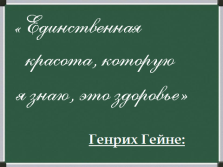 « Единственная
красота, которую
я знаю, это здоровье»
Генрих Гейне: